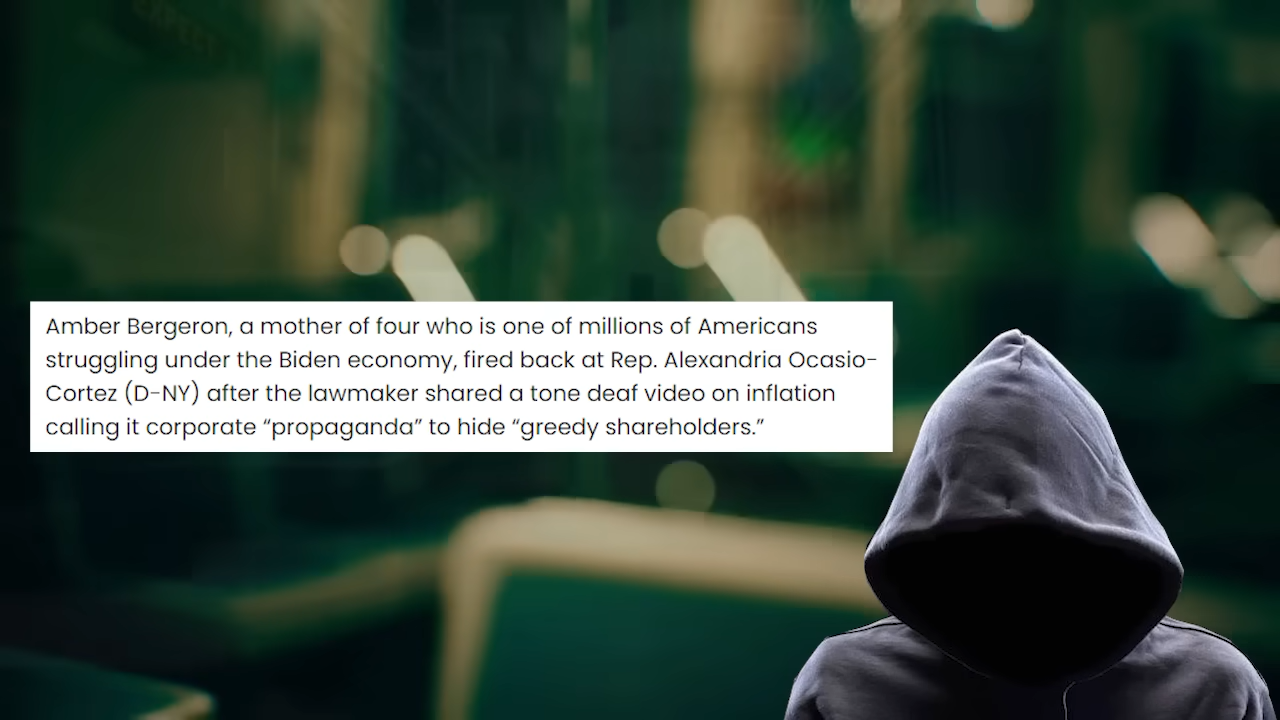 Amber Bergeron, a mother of four who is one of millions of Americans
struggling under the Biden economy, fired back at Rep. Alexandria Ocasio-
Cortez (D-NY) after the lawmaker shared a tone deaf video on inflation
calling it corporate “propaganda” to hide “greedy shareholders.”